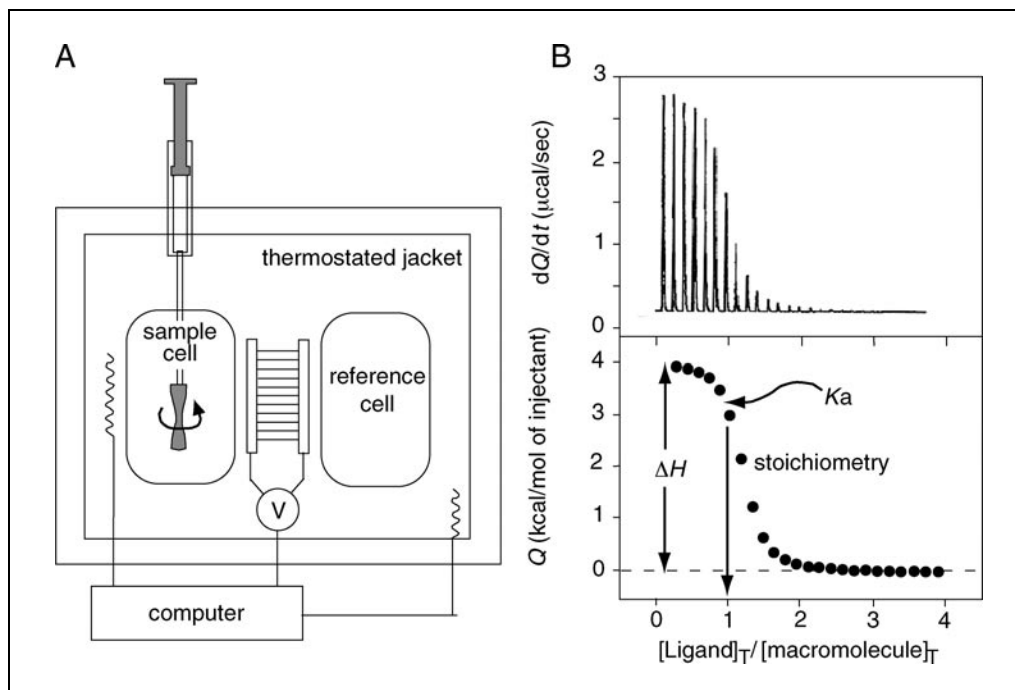 A
thermostated jacket
sample
cell
reference
cell
V
computer
B
dQ/dt (μcal/sec)
3
2
1
0
Q (kcal/mol of injectant)
4
3
2
1
0
ΔH
Ka
stoichiometry
0 1 2 3 4
[Ligand]T/[macromolecule]T